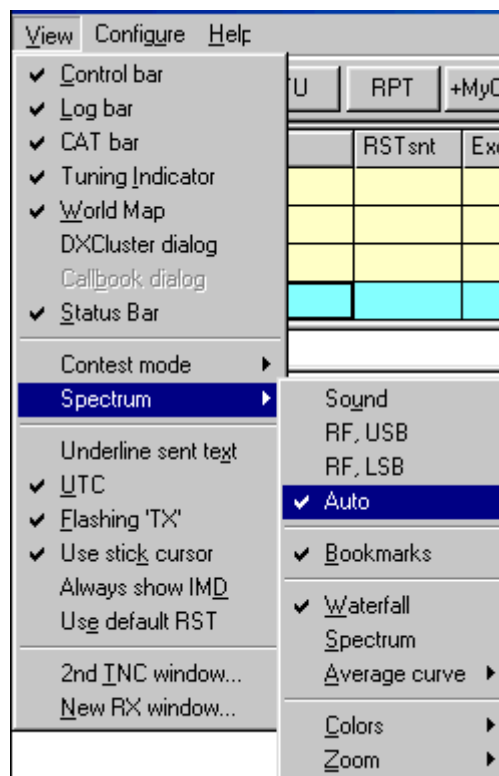 View Configure Help
Control bar
Log bar
CAT bar
Tuning Indicator
World Map
DXCluster dialog
Callbook dialog
Status Bar
Contest mode
Spectrum
Underline sent text
UTC
Flashing 'TX'
Use stick cursor
Always show IMD
Use default RST
2nd TNC window...
New RX window...
RPT
RSTsnt
Sound
RF, USB
RF, LSB
Auto
Bookmarks
Waterfall
Spectrum
Average curve
Colors
Zoom